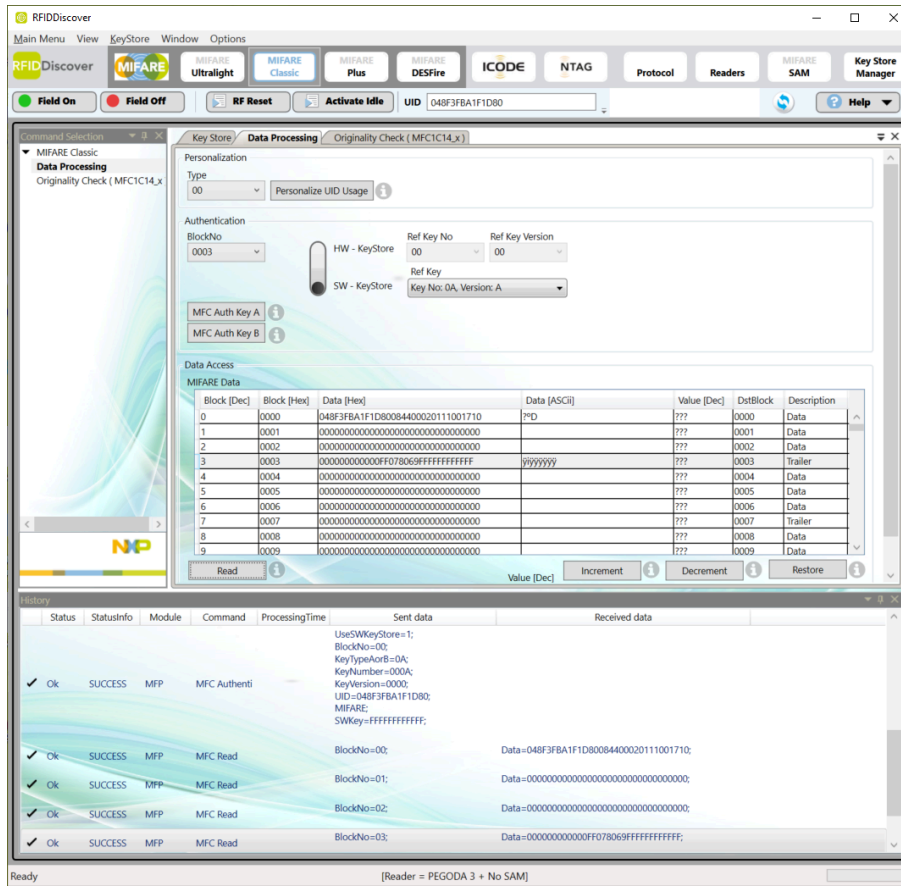 RFIDDiscover
Main Menu View KeyStore Window Options
RFIDDiscover MIFARE MIFARE Ultralight MIFARE Classic MIFARE Plus MIFARE DESFire ICODE NTAG Protocol Readers MIFARE SAM Key Store Manager
Field On Field Off RF Reset Activate Idle UID 048F3FBA1F1D80 Help
Command Selection
MIFARE Classic
Data Processing
Originality Check ( MFC1C14_x
NXP
Key Store Data Processing Originality Check ( MFC1C14_x )
Personalization
Type
00 Personalize UID Usage
Authentication
BlockNo Ref Key No Ref Key Version
0003 HW - KeyStore 00 00
Ref Key
SW - KeyStore Key No: 0A, Version: A
MFC Auth Key A
MFC Auth Key B
Data Access
MIFARE Data
Block [Dec] Block [Hex] Data [Hex] Data [ASCii] Value [Dec] DstBlock Description
0 0000 048F3FBA1F1D80084400020111001710 ?ºD ??? 0000 Data
1 0001 00000000000000000000000000000000 ??? 0001 Data
2 0002 00000000000000000000000000000000 ??? 0002 Data
3 0003 000000000000FF078069FFFFFFFFFFFF ÿiÿÿÿÿÿÿ ??? 0003 Trailer
4 0004 00000000000000000000000000000000 ??? 0004 Data
5 0005 00000000000000000000000000000000 ??? 0005 Data
6 0006 00000000000000000000000000000000 ??? 0006 Data
7 0007 00000000000000000000000000000000 ??? 0007 Trailer
8 0008 00000000000000000000000000000000 ??? 0008 Data
9 0009 00000000000000000000000000000000 ??? 0009 Data
Read Value [Dec] Increment Decrement Restore
History
Status StatusInfo Module Command ProcessingTime Sent data Received data
UseSWKeyStore=1;
BlockNo=00;
KeyTypeAorB=0A;
KeyNumber=000A;
Ok SUCCESS MFP MFC Authenti KeyVersion=0000;
UID=048F3FBA1F1D80;
MIFARE;
SWKey=FFFFFFFFFFFF;
Ok SUCCESS MFP MFC Read BlockNo=00; Data=048F3FBA1F1D80084400020111001710;
Ok SUCCESS MFP MFC Read BlockNo=01; Data=00000000000000000000000000000000;
Ok SUCCESS MFP MFC Read BlockNo=02; Data=00000000000000000000000000000000;
Ok SUCCESS MFP MFC Read BlockNo=03; Data=000000000000FF078069FFFFFFFFFFFF;
Ready [Reader = PEGODA 3 + No SAM]